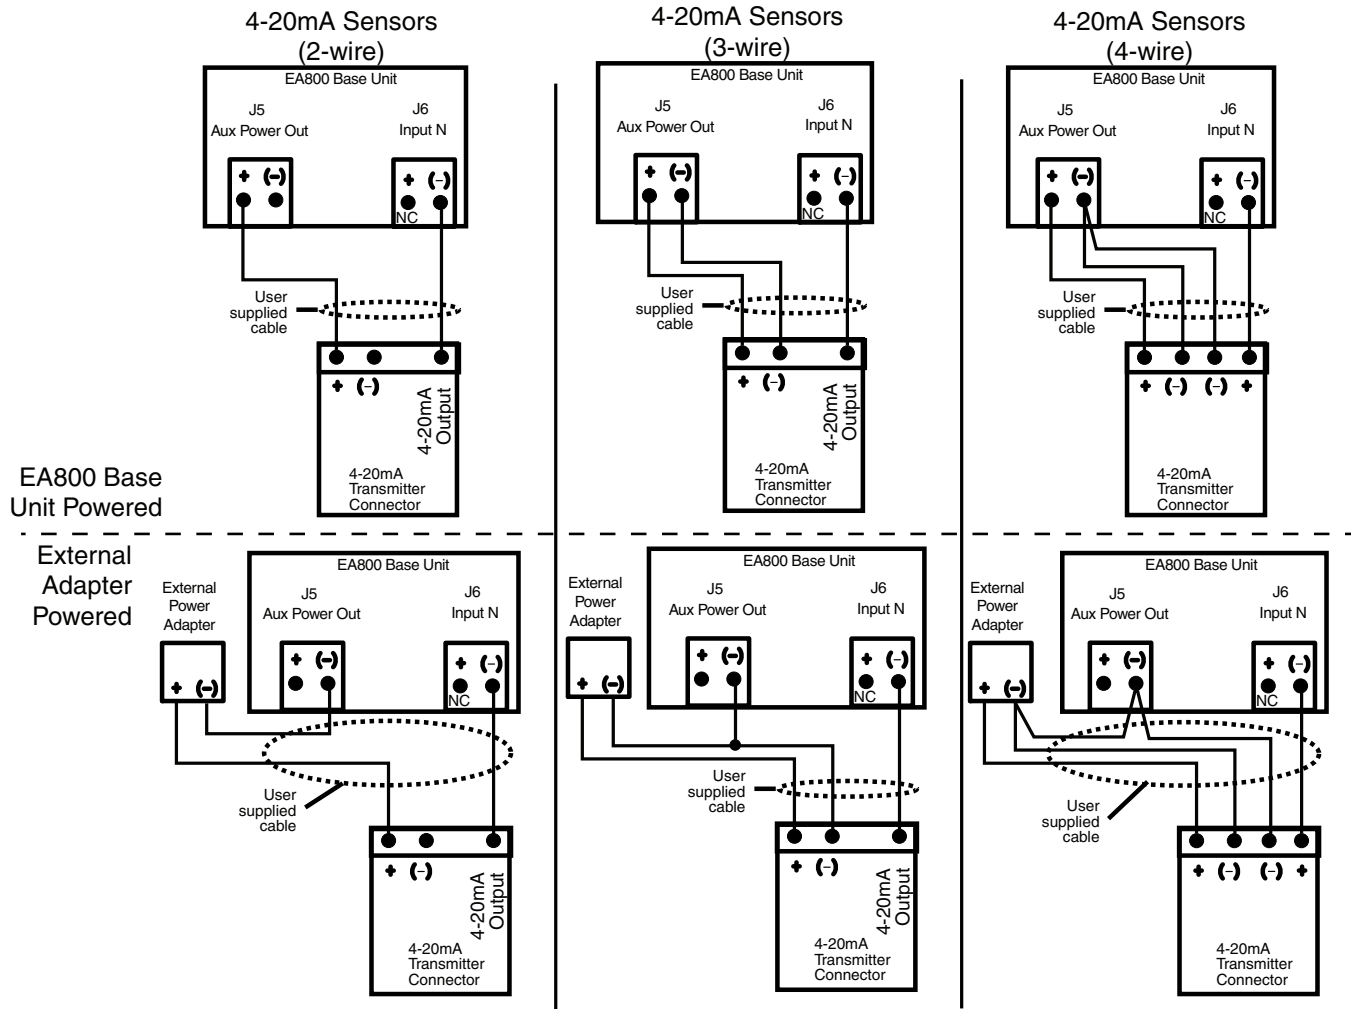 4-20mA Sensors
(2-wire)
EA800 Base Unit
J5
Aux Power Out
J6
Input N
+ (-)
+ (-)
NC
User
supplied
cable
+ (-)
4-20mA
Output
4-20mA
Transmitter
Connector
4-20mA Sensors
(3-wire)
EA800 Base Unit
J5
Aux Power Out
J6
Input N
+ (-)
+ (-)
NC
User
supplied
cable
+ (-)
4-20mA
Output
4-20mA
Transmitter
Connector
4-20mA Sensors
(4-wire)
EA800 Base Unit
J5
Aux Power Out
J6
Input N
+ (-)
+ (-)
NC
User
supplied
cable
+ (-) (-) +
4-20mA
Transmitter
Connector
EA800 Base
Unit Powered
External
Adapter
Powered
External
Power
Adapter
+ (-)
EA800 Base Unit
J5
Aux Power Out
J6
Input N
+ (-)
+ (-)
NC
User
supplied
cable
+ (-)
4-20mA
Output
4-20mA
Transmitter
Connector
External
Power
Adapter
+ (-)
EA800 Base Unit
J5
Aux Power Out
J6
Input N
+ (-)
+ (-)
NC
User
supplied
cable
+ (-)
4-20mA
Output
4-20mA
Transmitter
Connector
External
Power
Adapter
+ (-)
EA800 Base Unit
J5
Aux Power Out
J6
Input N
+ (-)
+ (-)
NC
User
supplied
cable
+ (-) (-) +
4-20mA
Transmitter
Connector